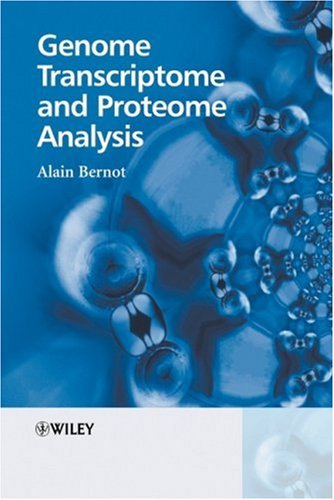 Genome
Transcriptome
and Proteome
Analysis
Alain Bernot
WILEY